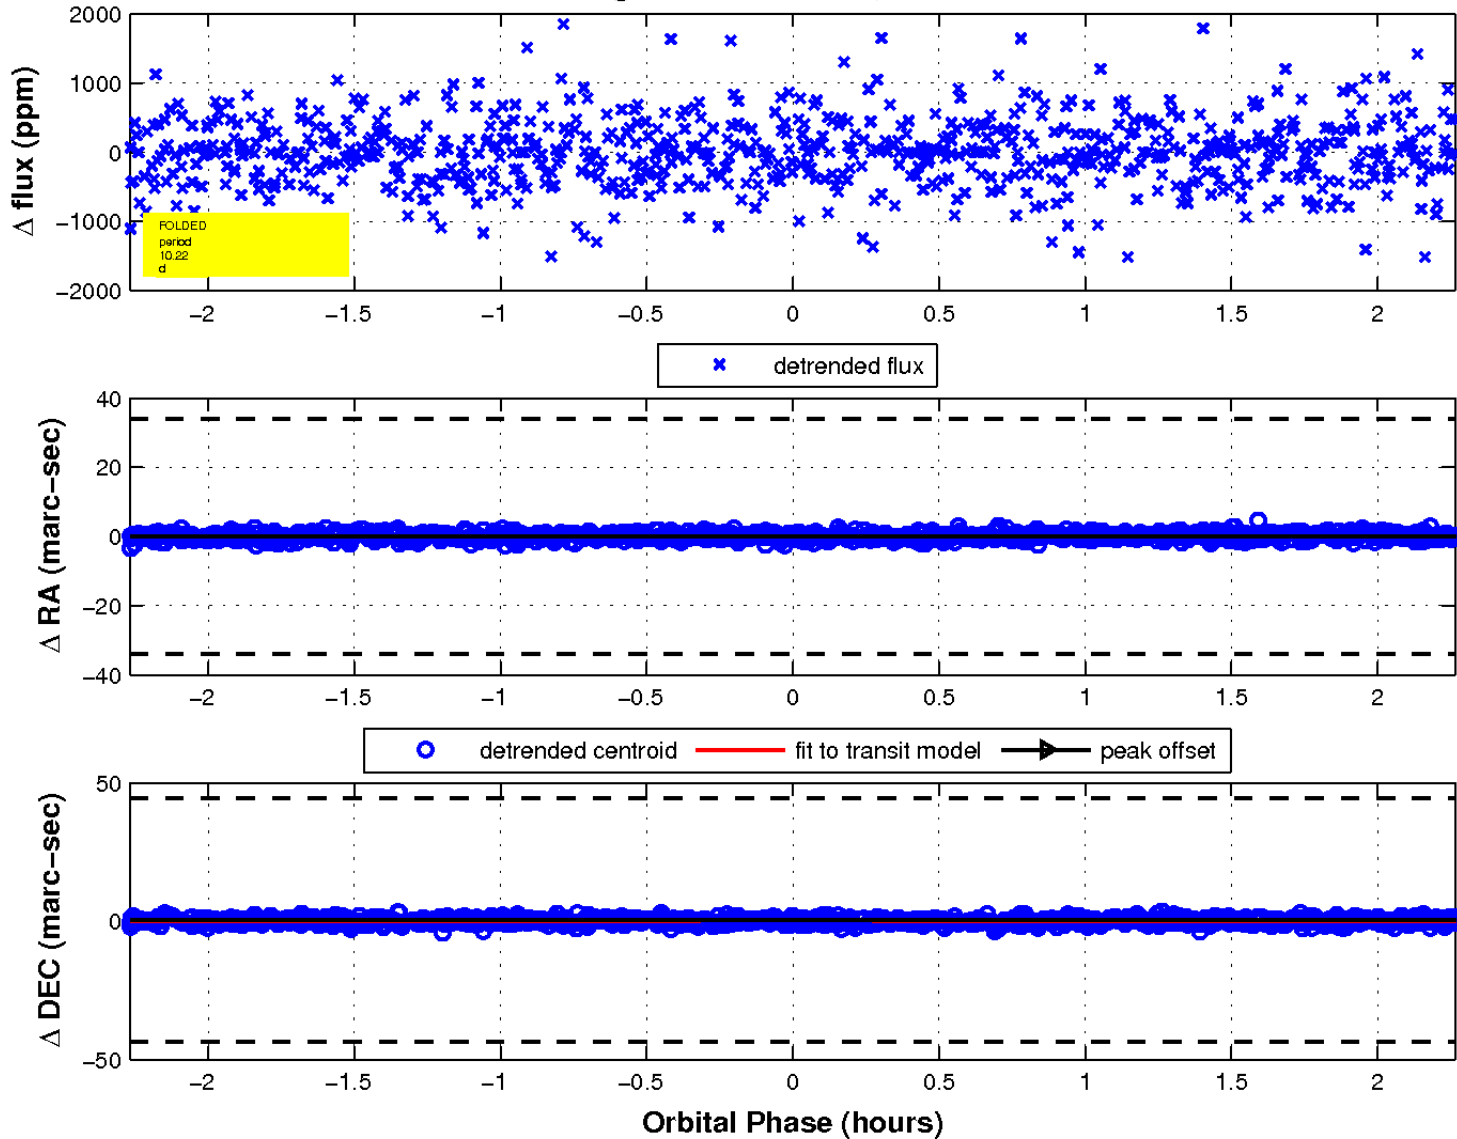 2000
1000
0
−1000
−2000
Δ flux (ppm)
FOLDED
period
10.22
d
−2 −1.5 −1 −0.5 0 0.5 1 1.5 2
detrended flux
40
20
0
−20
−40
Δ RA (marc−sec)
−2 −1.5 −1 −0.5 0 0.5 1 1.5 2
detrended centroid fit to transit model peak offset
50
0
−50
Δ DEC (marc−sec)
−2 −1.5 −1 −0.5 0 0.5 1 1.5 2
Orbital Phase (hours)